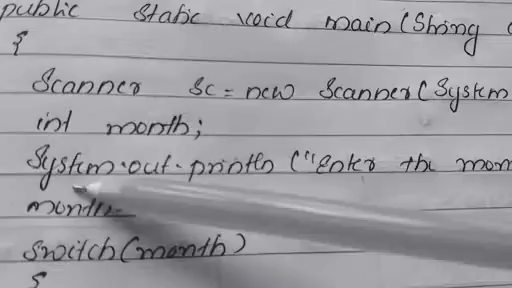 public static void main(String
{
Scanner sc = new Scanner(System
int month;
System.out.println("Enter the mon
month=
switch(month)
{